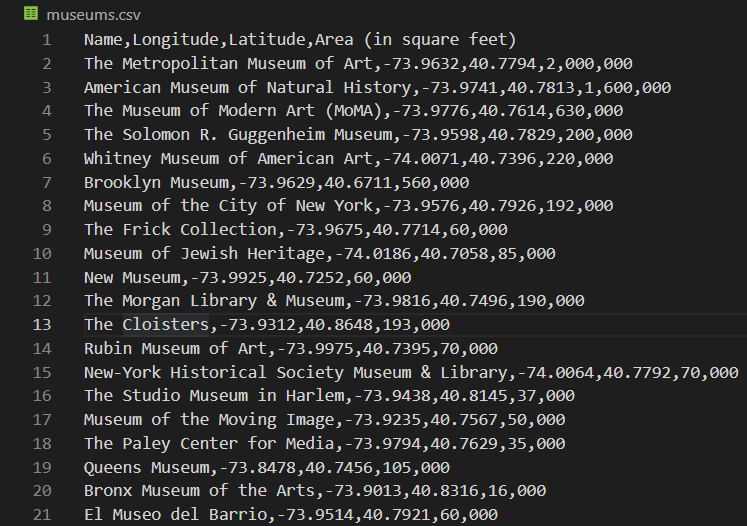 museums.csv
1 Name,Longitude,Latitude,Area (in square feet)
2 The Metropolitan Museum of Art,-73.9632,40.7794,2,000,000
3 American Museum of Natural History,-73.9741,40.7813,1,600,000
4 The Museum of Modern Art (MoMA),-73.9776,40.7614,630,000
5 The Solomon R. Guggenheim Museum,-73.9598,40.7829,200,000
6 Whitney Museum of American Art,-74.0071,40.7396,220,000
7 Brooklyn Museum,-73.9629,40.6711,560,000
8 Museum of the City of New York,-73.9576,40.7926,192,000
9 The Frick Collection,-73.9675,40.7714,60,000
10 Museum of Jewish Heritage,-74.0186,40.7058,85,000
11 New Museum,-73.9925,40.7252,60,000
12 The Morgan Library & Museum,-73.9816,40.7496,190,000
13 The Cloisters,-73.9312,40.8648,193,000
14 Rubin Museum of Art,-73.9975,40.7395,70,000
15 New-York Historical Society Museum & Library,-74.0064,40.7792,70,000
16 The Studio Museum in Harlem,-73.9438,40.8145,37,000
17 Museum of the Moving Image,-73.9235,40.7567,50,000
18 The Paley Center for Media,-73.9794,40.7629,35,000
19 Queens Museum,-73.8478,40.7456,105,000
20 Bronx Museum of the Arts,-73.9013,40.8316,16,000
21 El Museo del Barrio,-73.9514,40.7921,60,000